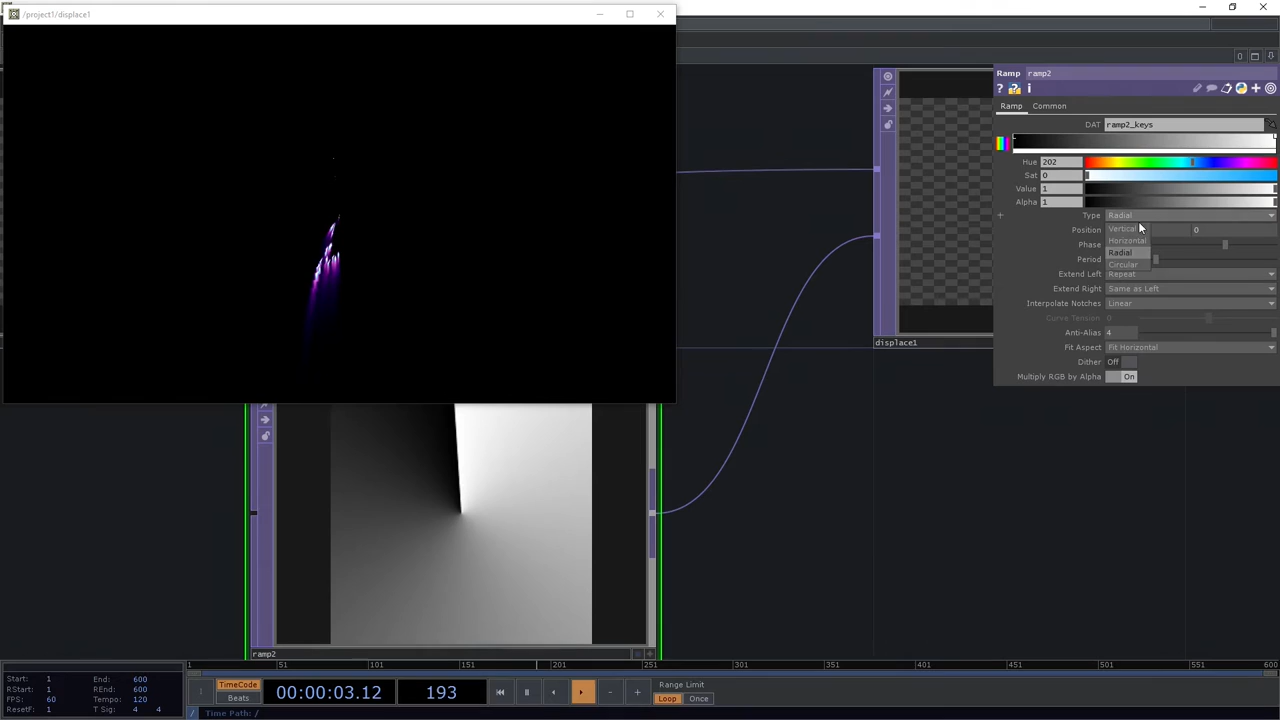 /project1/displace1
0
Ramp ramp2
? ? i
Ramp Common
DAT ramp2_keys
Hue 202
Sat 0
Value 1
Alpha 1
+ Type Radial
Vertical
Horizontal
Radial
Circular
Position 0
Phase
Period
Extend Left Repeat
Extend Right Same as Left
Interpolate Notches Linear
Curve Tension 0
Anti-Alias 4
Fit Aspect Fit Horizontal
Dither Off
Multiply RGB by Alpha On
displace1
ramp2
1 51 101 151 201 251 301 351 401 451 501 551 600
Start: 1 End: 600
RStart: 1 REnd: 600
FPS: 60 Tempo: 120
ResetF: 1 T Sig: 4 4
TimeCode
Beats
00:00:03.12
193
- +
Range Limit
Loop Once
/ Time Path: /